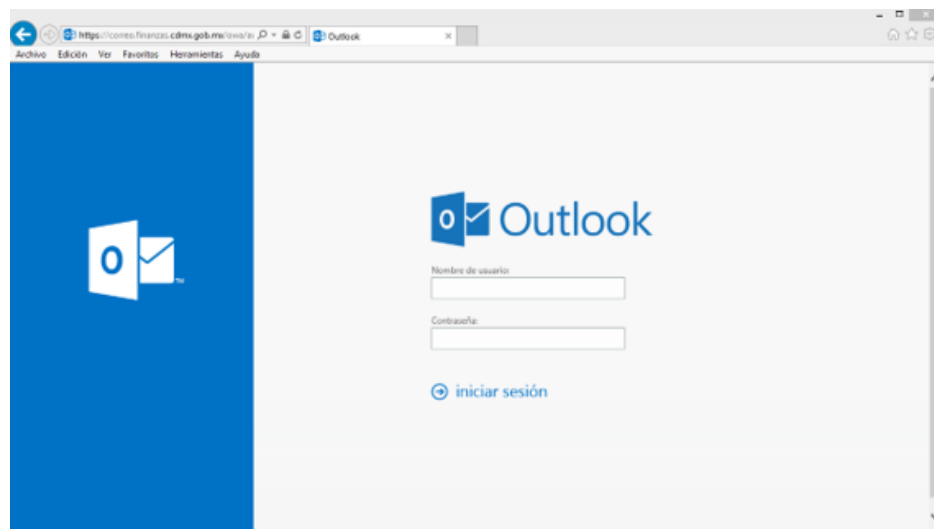 https://correo.finanzas.cdmx.gob.mx/owa/au
Outlook
Archivo Edición Ver Favoritos Herramientas Ayuda
Outlook
Nombre de usuario:
Contraseña:
iniciar sesión